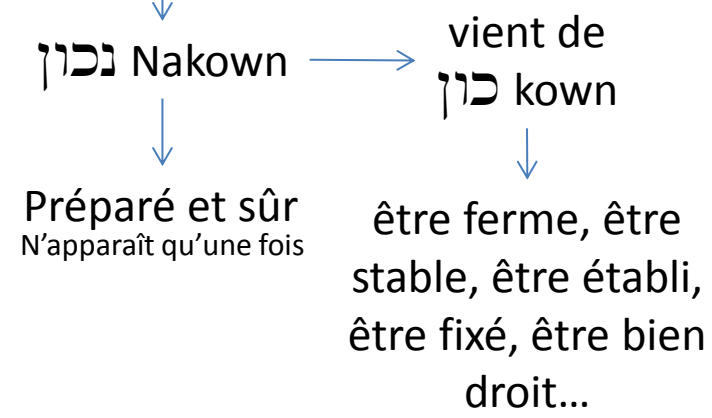 נכון Nakown
vient de
כון kown
Préparé et sûr
N’apparaît qu’une fois
être ferme, être
stable, être établi,
être fixé, être bien
droit…